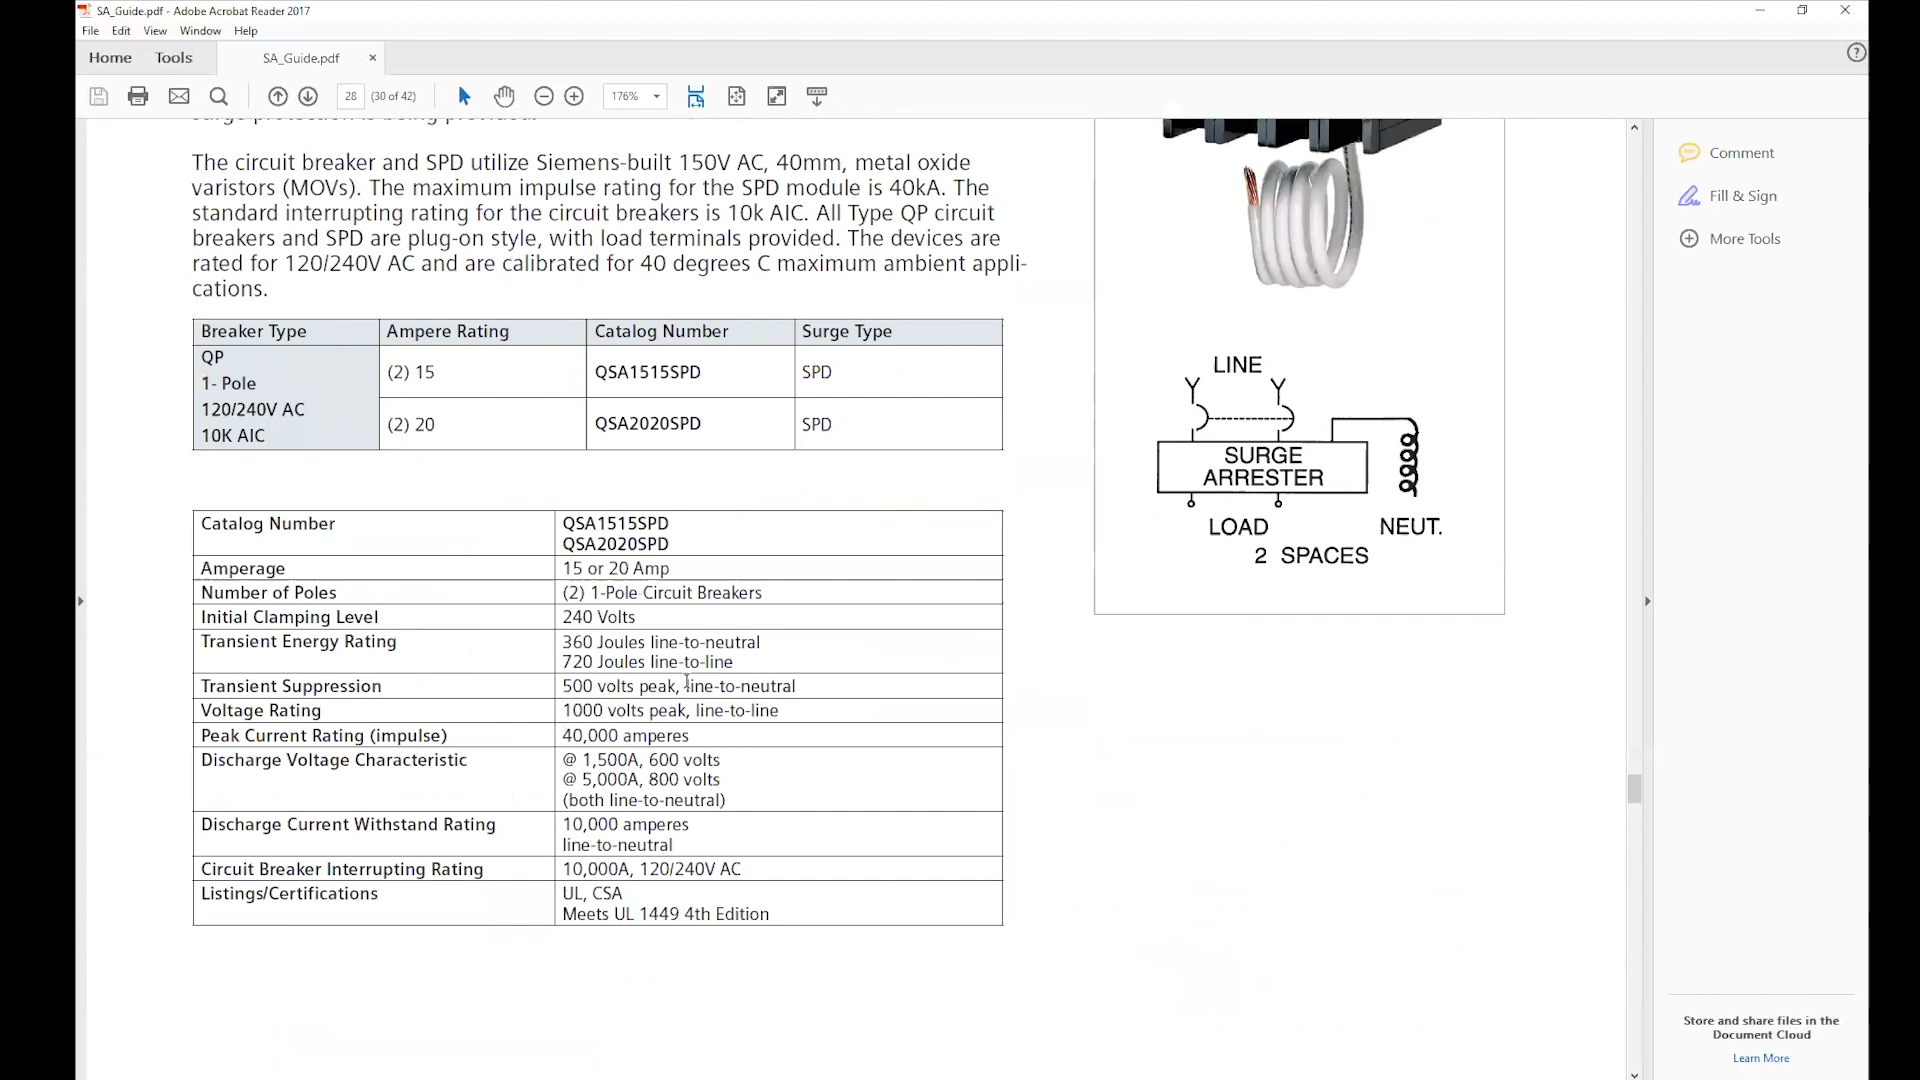 SA_Guide.pdf - Adobe Acrobat Reader 2017
File Edit View Window Help
Home Tools SA_Guide.pdf ×
28 (30 of 42) 176%
surge protection is being provided.
The circuit breaker and SPD utilize Siemens-built 150V AC, 40mm, metal oxide
varistors (MOVs). The maximum impulse rating for the SPD module is 40kA. The
standard interrupting rating for the circuit breakers is 10k AIC. All Type QP circuit
breakers and SPD are plug-on style, with load terminals provided. The devices are
rated for 120/240V AC and are calibrated for 40 degrees C maximum ambient appli-
cations.
Breaker Type Ampere Rating Catalog Number Surge Type
QP
1- Pole
120/240V AC
10K AIC
(2) 15 QSA1515SPD SPD
(2) 20 QSA2020SPD SPD
Catalog Number QSA1515SPD
QSA2020SPD
Amperage 15 or 20 Amp
Number of Poles (2) 1-Pole Circuit Breakers
Initial Clamping Level 240 Volts
Transient Energy Rating 360 Joules line-to-neutral
720 Joules line-to-line
Transient Suppression 500 volts peak, line-to-neutral
Voltage Rating 1000 volts peak, line-to-line
Peak Current Rating (impulse) 40,000 amperes
Discharge Voltage Characteristic @ 1,500A, 600 volts
@ 5,000A, 800 volts
(both line-to-neutral)
Discharge Current Withstand Rating 10,000 amperes
line-to-neutral
Circuit Breaker Interrupting Rating 10,000A, 120/240V AC
Listings/Certifications UL, CSA
Meets UL 1449 4th Edition
LINE
SURGE
ARRESTER
LOAD NEUT.
2 SPACES
Comment
Fill & Sign
More Tools
Store and share files in the
Document Cloud
Learn More